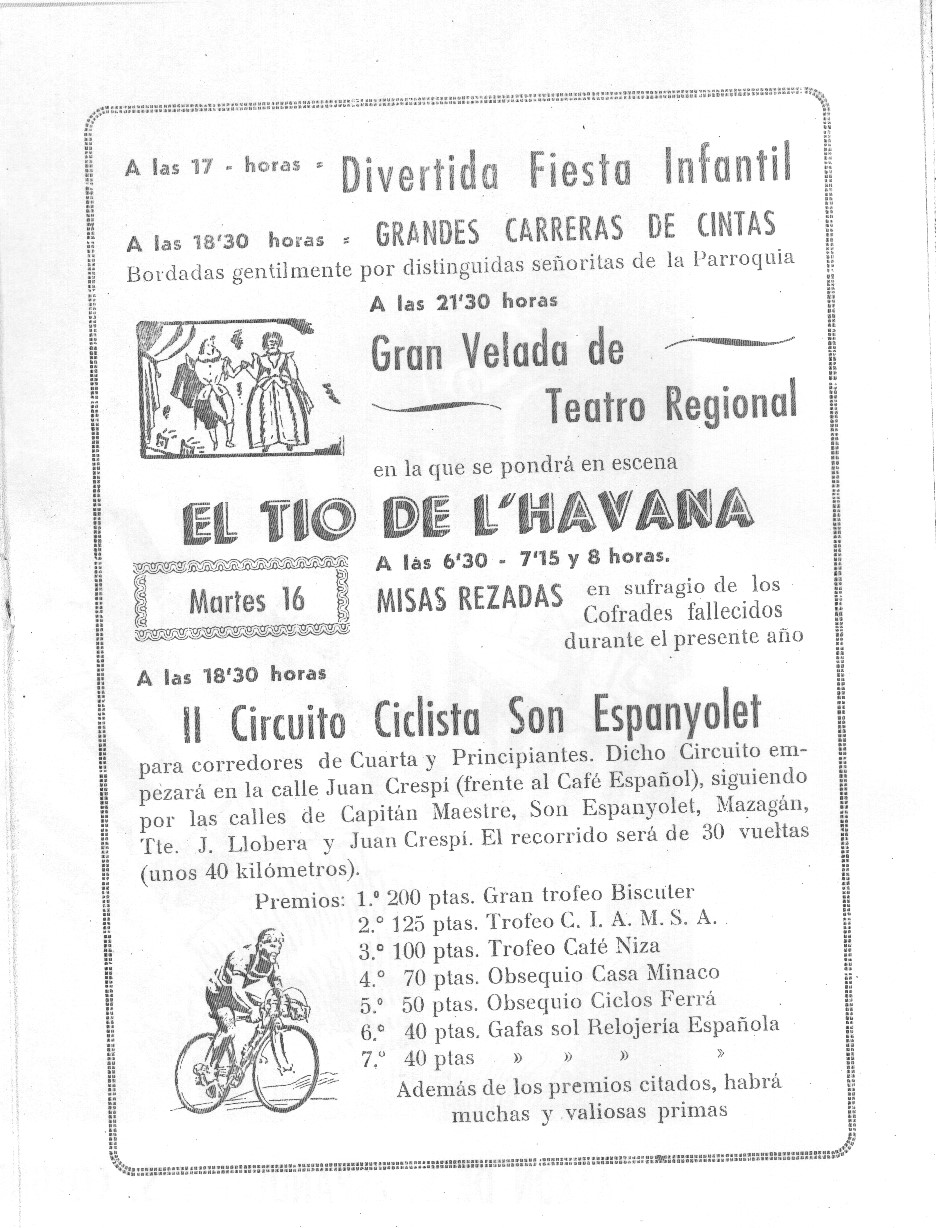 A las 17 - horas = Divertida Fiesta Infantil
A las 18'30 horas = GRANDES CARRERAS DE CINTAS
Bordadas gentilmente por distinguidas señoritas de la Parroquia
A las 21'30 horas
Gran Velada de
Teatro Regional
en la que se pondrá en escena
EL TIO DE L'HAVANA
Martes 16
A las 6'30 - 7'15 y 8 horas.
MISAS REZADAS en sufragio de los
Cofrades fallecidos
durante el presente año
A las 18'30 horas
II Circuito Ciclista Son Espanyolet
para corredores de Cuarta y Principiantes. Dicho Circuito em-
pezará en la calle Juan Crespí (frente al Café Español), siguiendo
por las calles de Capitán Maestre, Son Espanyolet, Mazagán,
Tte. J. Llobera y Juan Crespí. El recorrido será de 30 vueltas
(unos 40 kilómetros).
Premios: 1.º 200 ptas. Gran trofeo Biscuter
2.º 125 ptas. Trofeo C. I. A. M. S. A.
3.º 100 ptas. Trofeo Café Niza
4.º 70 ptas. Obsequio Casa Minaco
5.º 50 ptas. Obsequio Ciclos Ferrá
6.º 40 ptas. Gafas sol Relojería Española
7.º 40 ptas » » » »
Además de los premios citados, habrá
muchas y valiosas primas